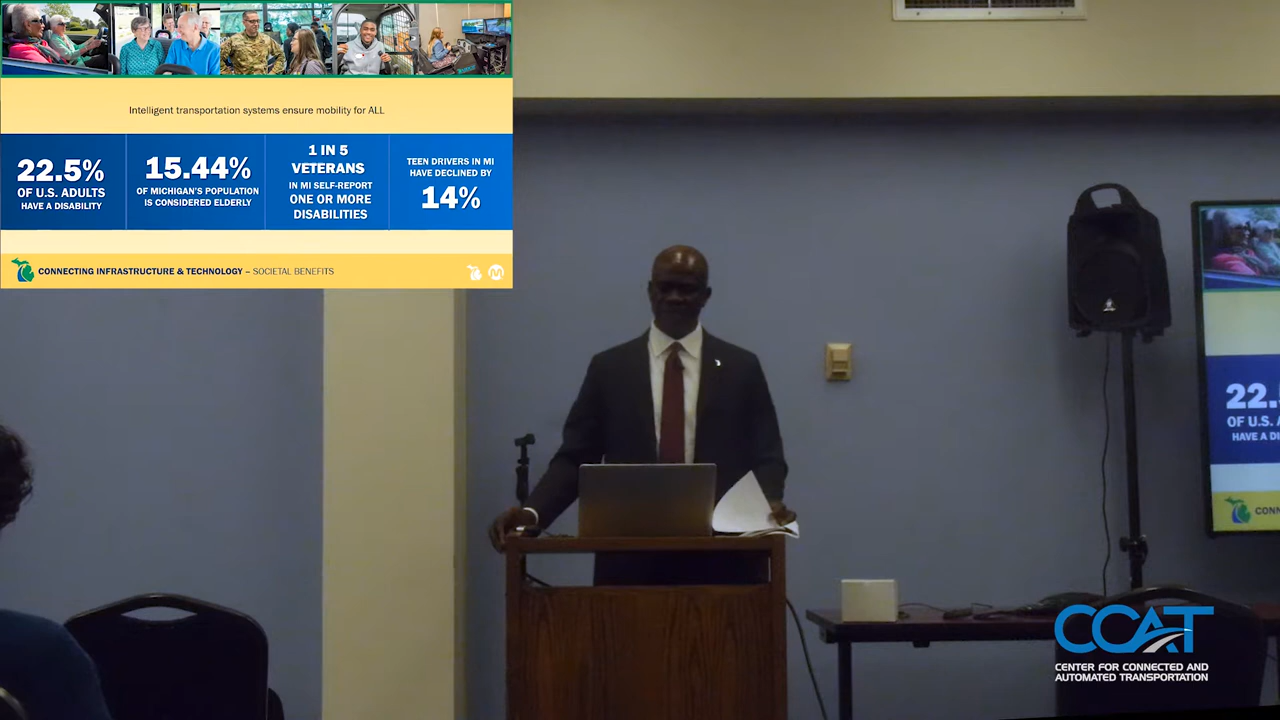 Intelligent transportation systems ensure mobility for ALL
22.5%
OF U.S. ADULTS
HAVE A DISABILITY
15.44%
OF MICHIGAN'S POPULATION
IS CONSIDERED ELDERLY
1 IN 5
VETERANS
IN MI SELF-REPORT
ONE OR MORE
DISABILITIES
TEEN DRIVERS IN MI
HAVE DECLINED BY
14%
CONNECTING INFRASTRUCTURE & TECHNOLOGY – SOCIETAL BENEFITS
22.
OF U.S.
HAVE A DI
CONN
CCAT
CENTER FOR CONNECTED AND
AUTOMATED TRANSPORTATION